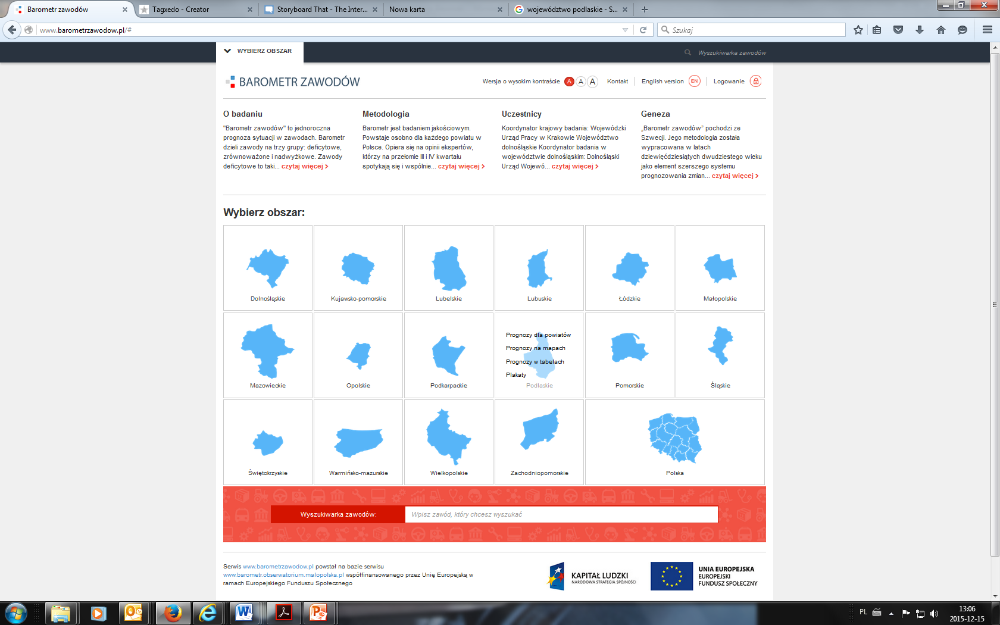 Barometr zawodów
Tagxedo - Creator
Storyboard That - The Inter...
Nowa karta
województwo podlaskie - S...
www.barometrzawodow.pl/#
Szukaj
WYBIERZ OBSZAR
Wyszukiwarka zawodów
BAROMETR ZAWODÓW
Wersja o wysokim kontraście A A A
Kontakt
English version EN
Logowanie
O badaniu
"Barometr zawodów" to jednoroczna
prognoza sytuacji w zawodach. Barometr
dzieli zawody na trzy grupy: deficytowe,
zrównoważone i nadwyżkowe. Zawody
deficytowe to taki... czytaj więcej >
Metodologia
Barometr jest badaniem jakościowym.
Powstaje osobno dla każdego powiatu w
Polsce. Opiera się na opinii ekspertów,
którzy na przełomie III i IV kwartału
spotykają się i wspólnie... czytaj więcej >
Uczestnicy
Koordynator krajowy badania: Wojewódzki
Urząd Pracy w Krakowie Województwo
dolnośląskie Koordynator badania w
województwie dolnośląskim: Dolnośląski
Urząd Wojewó... czytaj więcej >
Geneza
„Barometr zawodów” pochodzi ze
Szwecji. Jego metodologia została
wypracowana w latach
dziewięćdziesiątych dwudziestego wieku
jako element szerszego systemu
prognozowania zmian... czytaj więcej >
Wybierz obszar:
Dolnośląskie
Kujawsko-pomorskie
Lubelskie
Lubuskie
Łódzkie
Małopolskie
Mazowieckie
Opolskie
Podkarpackie
Prognozy dla powiatów
Prognozy na mapach
Prognozy w tabelach
Plakaty
Podlaskie
Pomorskie
Śląskie
Świętokrzyskie
Warmińsko-mazurskie
Wielkopolskie
Zachodniopomorskie
Polska
Wyszukiwarka zawodów:
Wpisz zawód, który chcesz wyszukać
Serwis www.barometrzawodow.pl powstał na bazie serwisu
www.barometr.obserwatorium.malopolska.pl współfinansowanego przez Unię Europejską w
ramach Europejskiego Funduszu Społecznego
KAPITAŁ LUDZKI
NARODOWA STRATEGIA SPÓJNOŚCI
UNIA EUROPEJSKA
EUROPEJSKI
FUNDUSZ SPOŁECZNY
PL
13:06
2015-12-15